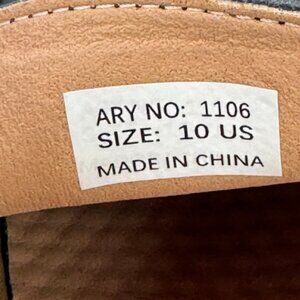 ARY NO: 1106
SIZE: 10 US
MADE IN CHINA